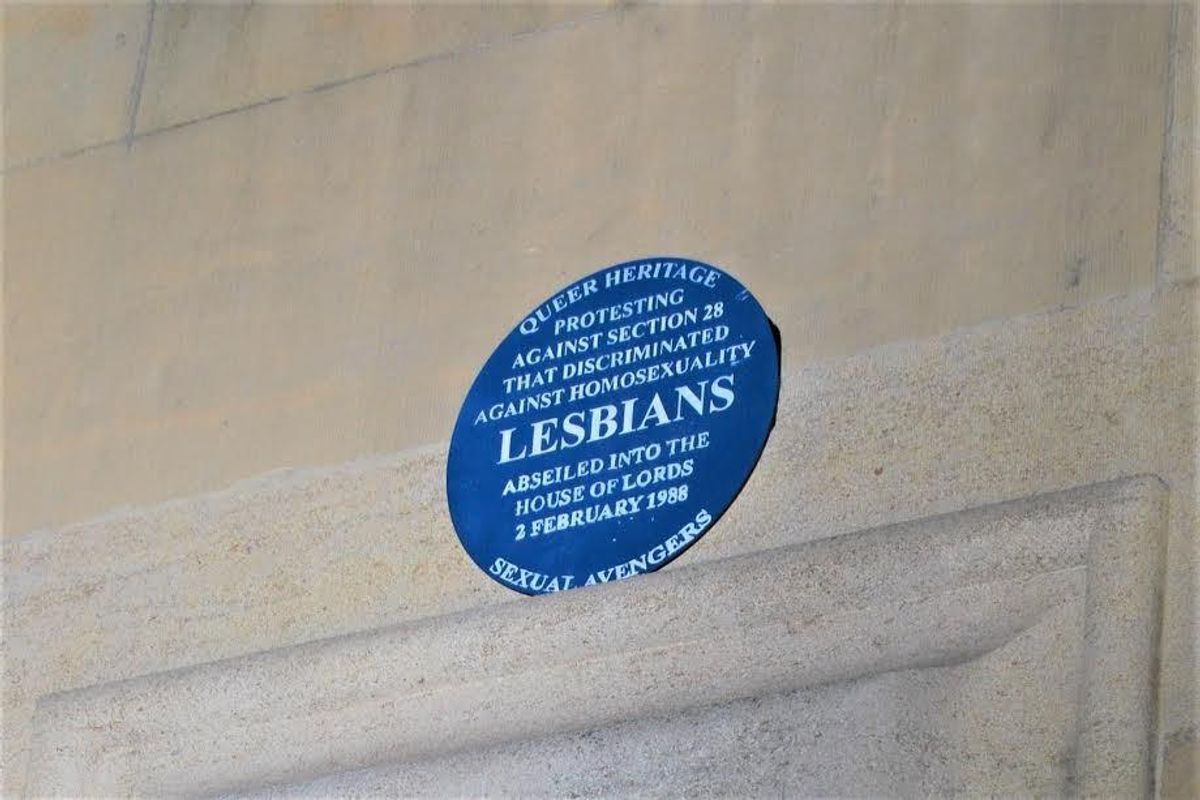 QUEER HERITAGE
PROTESTING
AGAINST SECTION 28
THAT DISCRIMINATED
AGAINST HOMOSEXUALITY
LESBIANS
ABSEILED INTO THE
HOUSE OF LORDS
2 FEBRUARY 1988
SEXUAL AVENGERS